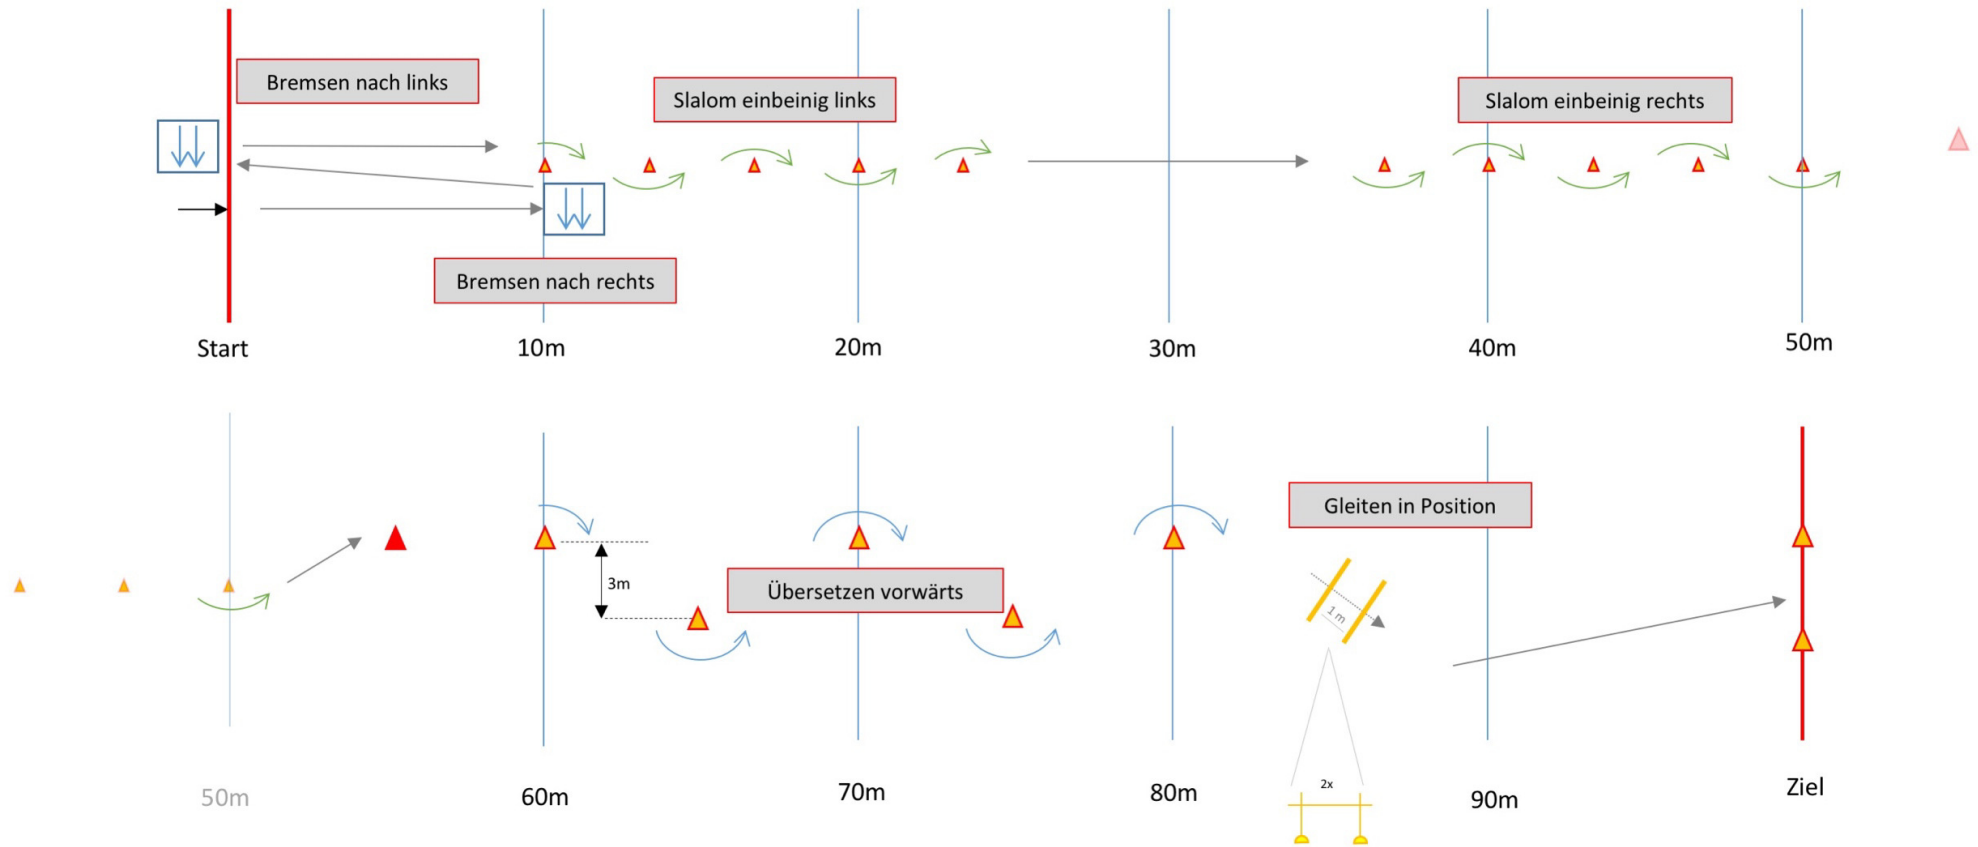 Bremsen nach links
Slalom einbeinig links
Slalom einbeinig rechts
Bremsen nach rechts
Start
10m
20m
30m
40m
50m
Gleiten in Position
3m
Übersetzen vorwärts
1 m
2x
50m
60m
70m
80m
90m
Ziel